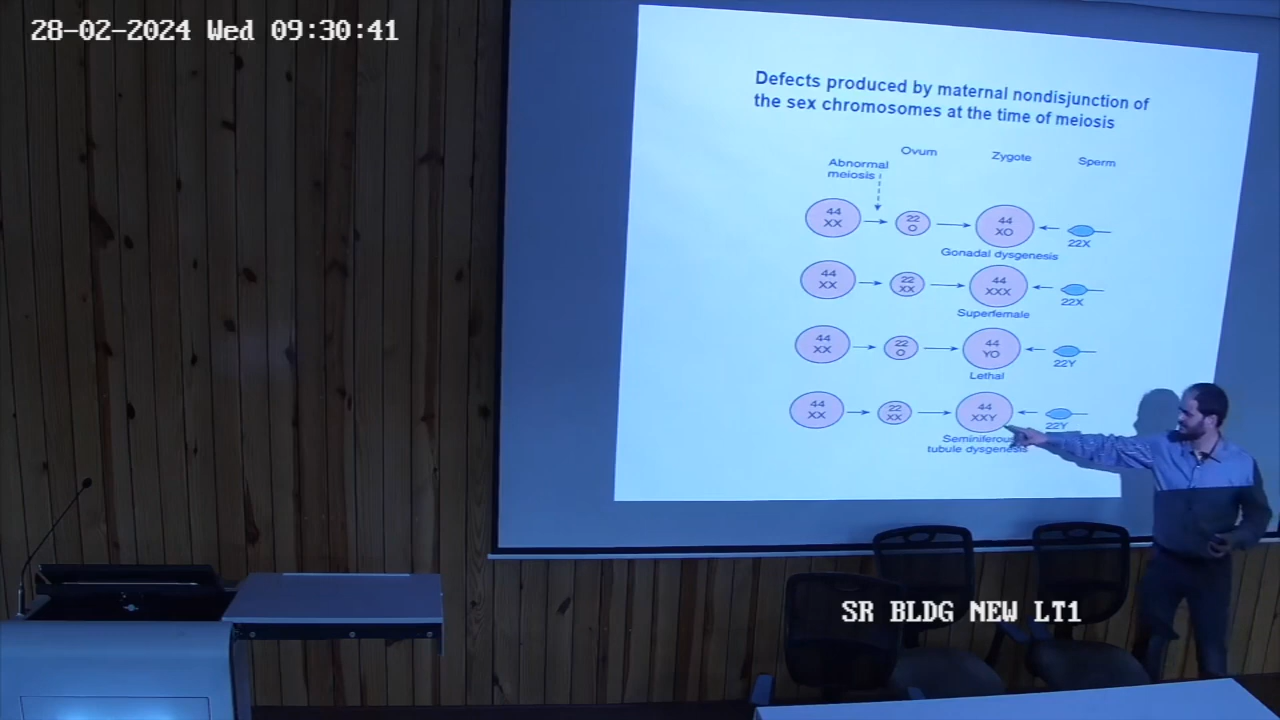 28-02-2024 Wed 09:30:41
Defects produced by maternal nondisjunction of
the sex chromosomes at the time of meiosis
Ovum
Zygote
Sperm
Abnormal
meiosis
44
XX
22
O
44
XO
22X
Gonadal dysgenesis
44
XX
22
XX
44
XXX
22X
Superfemale
44
XX
22
O
44
YO
22Y
Lethal
44
XX
22
XX
44
XXY
22Y
Seminiferous
tubule dysgenesis
SR BLDG NEW LT1